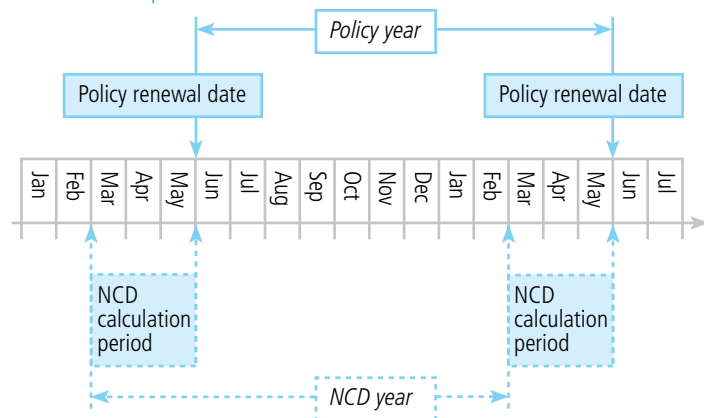 Policy year
Policy renewal date
Policy renewal date
Jan Feb Mar Apr May Jun Jul Aug Sep Oct Nov Dec Jan Feb Mar Apr May Jun Jul
NCD
calculation
period
NCD
calculation
period
NCD year